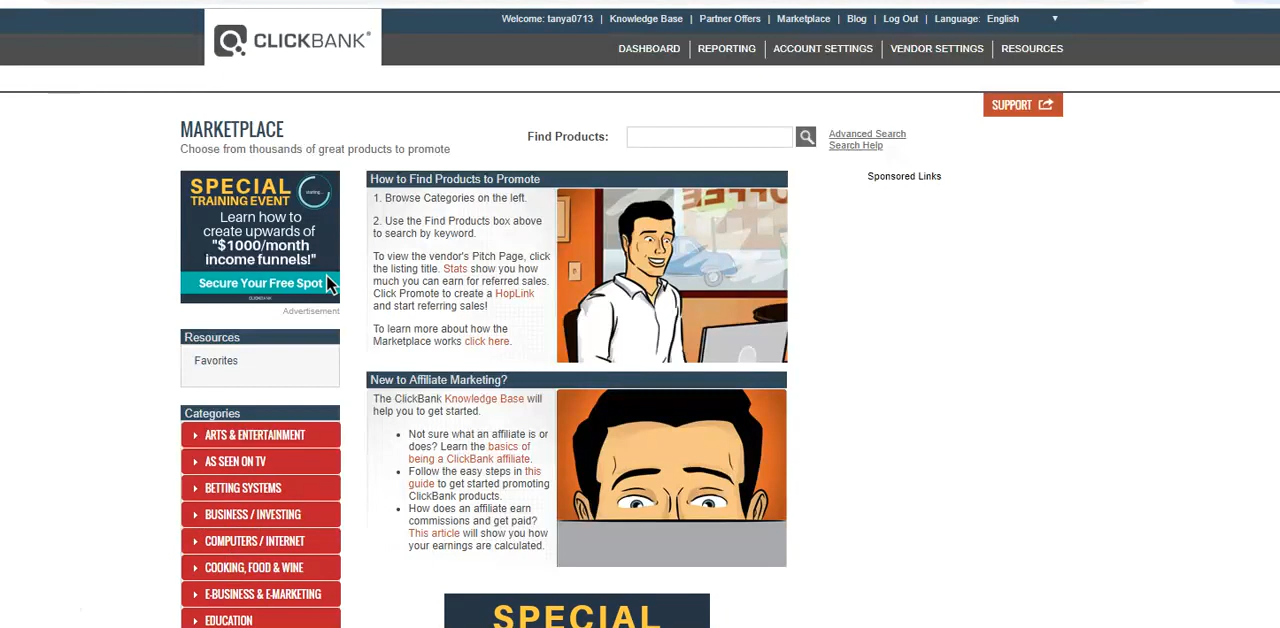 Welcome: tanya0713 | Knowledge Base | Partner Offers | Marketplace | Blog | Log Out | Language: English ▼
CLICKBANK®
DASHBOARD | REPORTING | ACCOUNT SETTINGS | VENDOR SETTINGS | RESOURCES
SUPPORT
MARKETPLACE
Choose from thousands of great products to promote
Find Products:
Advanced Search
Search Help
Sponsored Links
SPECIAL
TRAINING EVENT
Learn how to
create upwards of
"$1000/month
income funnels!"
Secure Your Free Spot
CLICKBANK
Advertisement
Resources
Favorites
Categories
ARTS & ENTERTAINMENT
AS SEEN ON TV
BETTING SYSTEMS
BUSINESS / INVESTING
COMPUTERS / INTERNET
COOKING, FOOD & WINE
E-BUSINESS & E-MARKETING
EDUCATION
How to Find Products to Promote
1. Browse Categories on the left.
2. Use the Find Products box above
to search by keyword.
To view the vendor's Pitch Page, click
the listing title. Stats show you how
much you can earn for referred sales.
Click Promote to create a HopLink
and start referring sales!
To learn more about how the
Marketplace works click here.
New to Affiliate Marketing?
The ClickBank Knowledge Base will
help you to get started.
• Not sure what an affiliate is or
does? Learn the basics of
being a ClickBank affiliate.
• Follow the easy steps in this
guide to get started promoting
ClickBank products.
• How does an affiliate earn
commissions and get paid?
This article will show you how
your earnings are calculated.
SPECIAL